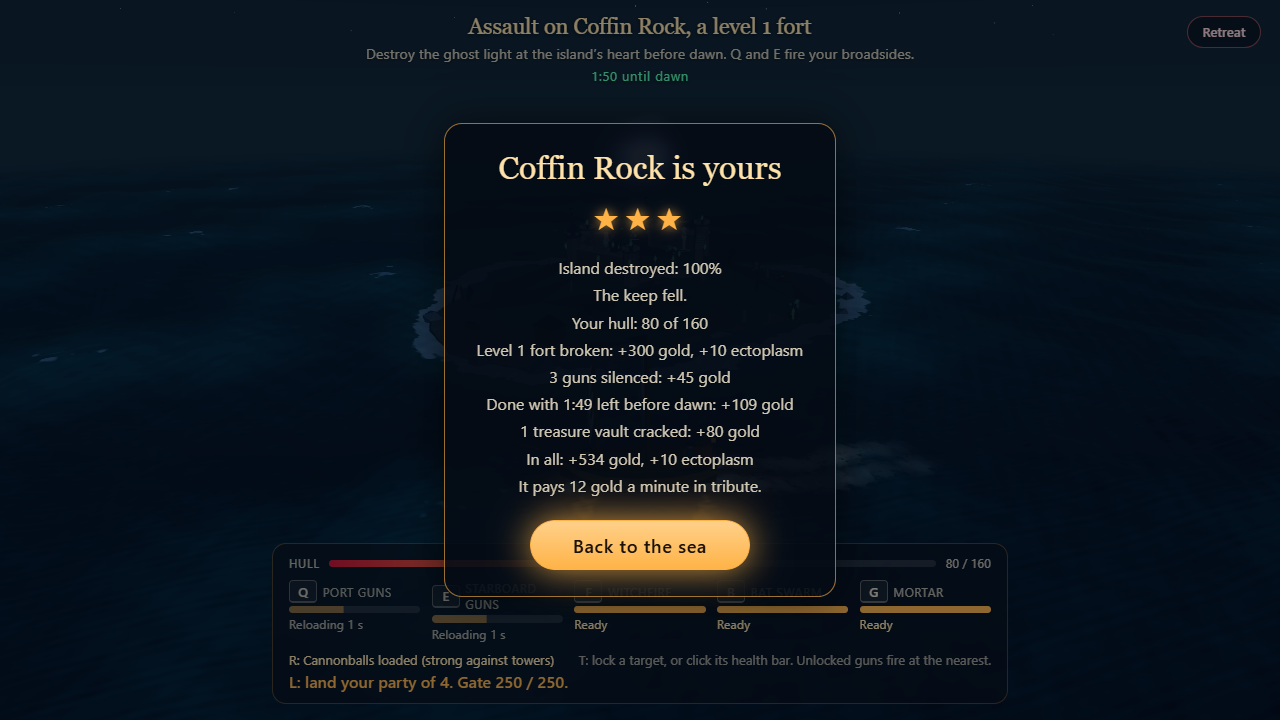 Assault on Coffin Rock, a level 1 fort
Destroy the ghost light at the island's heart before dawn. Q and E fire your broadsides.
1:50 until dawn
Retreat
Coffin Rock is yours
Island destroyed: 100%
The keep fell.
Your hull: 80 of 160
Level 1 fort broken: +300 gold, +10 ectoplasm
3 guns silenced: +45 gold
Done with 1:49 left before dawn: +109 gold
1 treasure vault cracked: +80 gold
In all: +534 gold, +10 ectoplasm
It pays 12 gold a minute in tribute.
Back to the sea
HULL
80 / 160
Q PORT GUNS
Reloading 1 s
E STARBOARD GUNS
Reloading 1 s
F WITCHFIRE
Ready
BAT SWARM
Ready
G MORTAR
Ready
R: Cannonballs loaded (strong against towers)
T: lock a target, or click its health bar. Unlocked guns fire at the nearest.
L: land your party of 4. Gate 250 / 250.